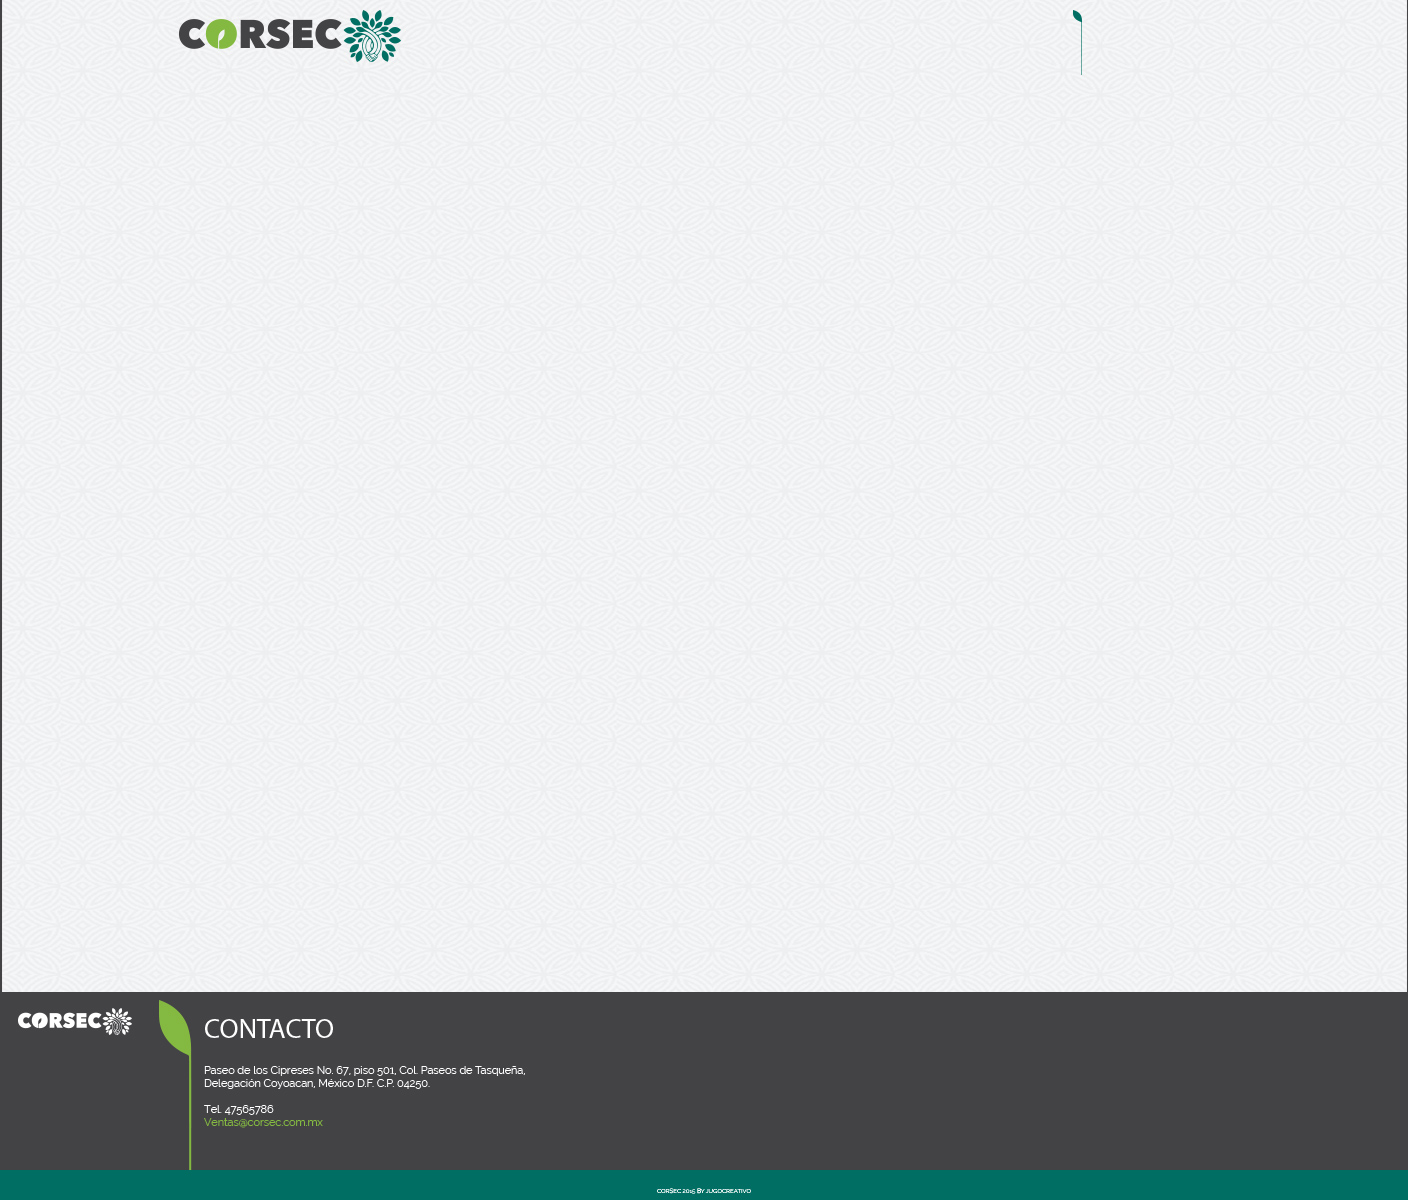 CORSEC
CORSEC
CONTACTO
Paseo de los Cipreses No. 67, piso 501, Col. Paseos de Tasqueña,
Delegación Coyoacan, México D.F. C.P. 04250.
Tel. 47565786
Ventas@corsec.com.mx
CORSEC 2015 BY JUGOCREATIVO